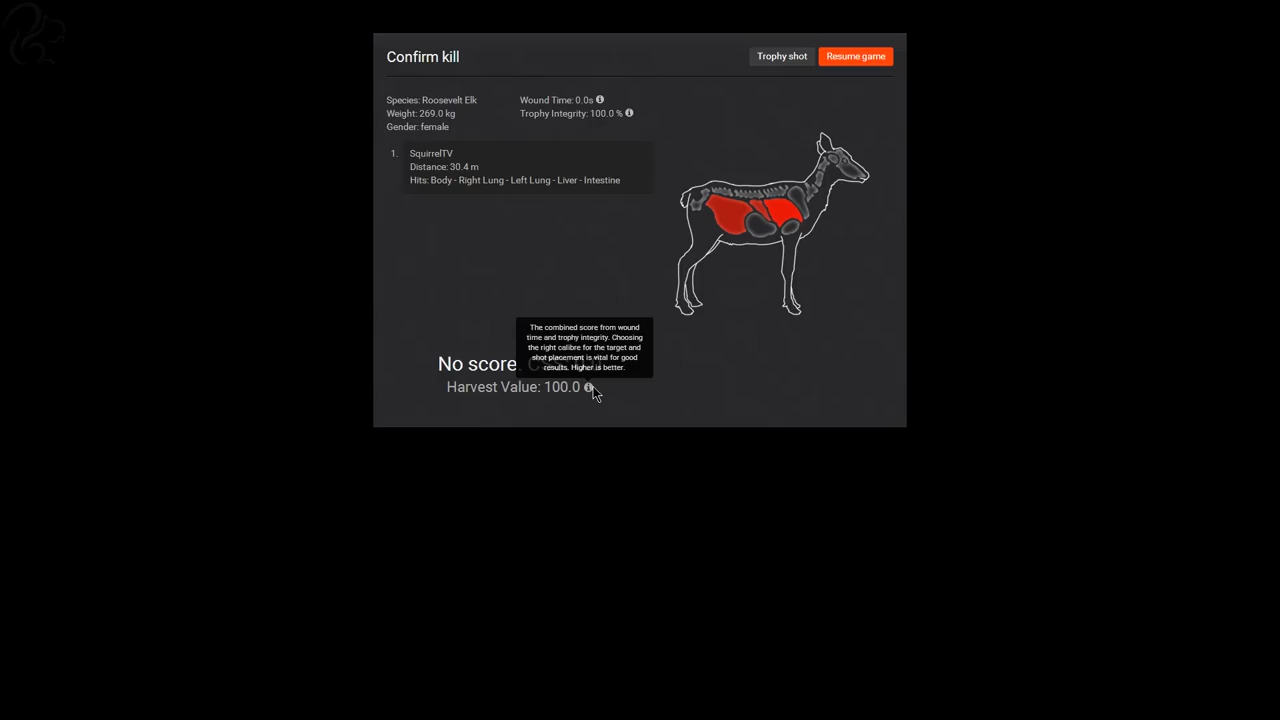 Confirm kill
Trophy shot
Resume game
Species: Roosevelt Elk
Weight: 269.0 kg
Gender: female
Wound Time: 0.0s
Trophy Integrity: 100.0 %
1.
SquirrelTV
Distance: 30.4 m
Hits: Body - Right Lung - Left Lung - Liver - Intestine
The combined score from wound
time and trophy integrity. Choosing
the right calibre for the target and
shot placement is vital for good
results. Higher is better.
No score
Harvest Value: 100.0